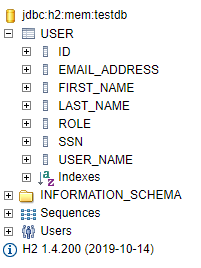 jdbc:h2:mem:testdb
USER
ID
EMAIL_ADDRESS
FIRST_NAME
LAST_NAME
ROLE
SSN
USER_NAME
Indexes
INFORMATION_SCHEMA
Sequences
Users
H2 1.4.200 (2019-10-14)